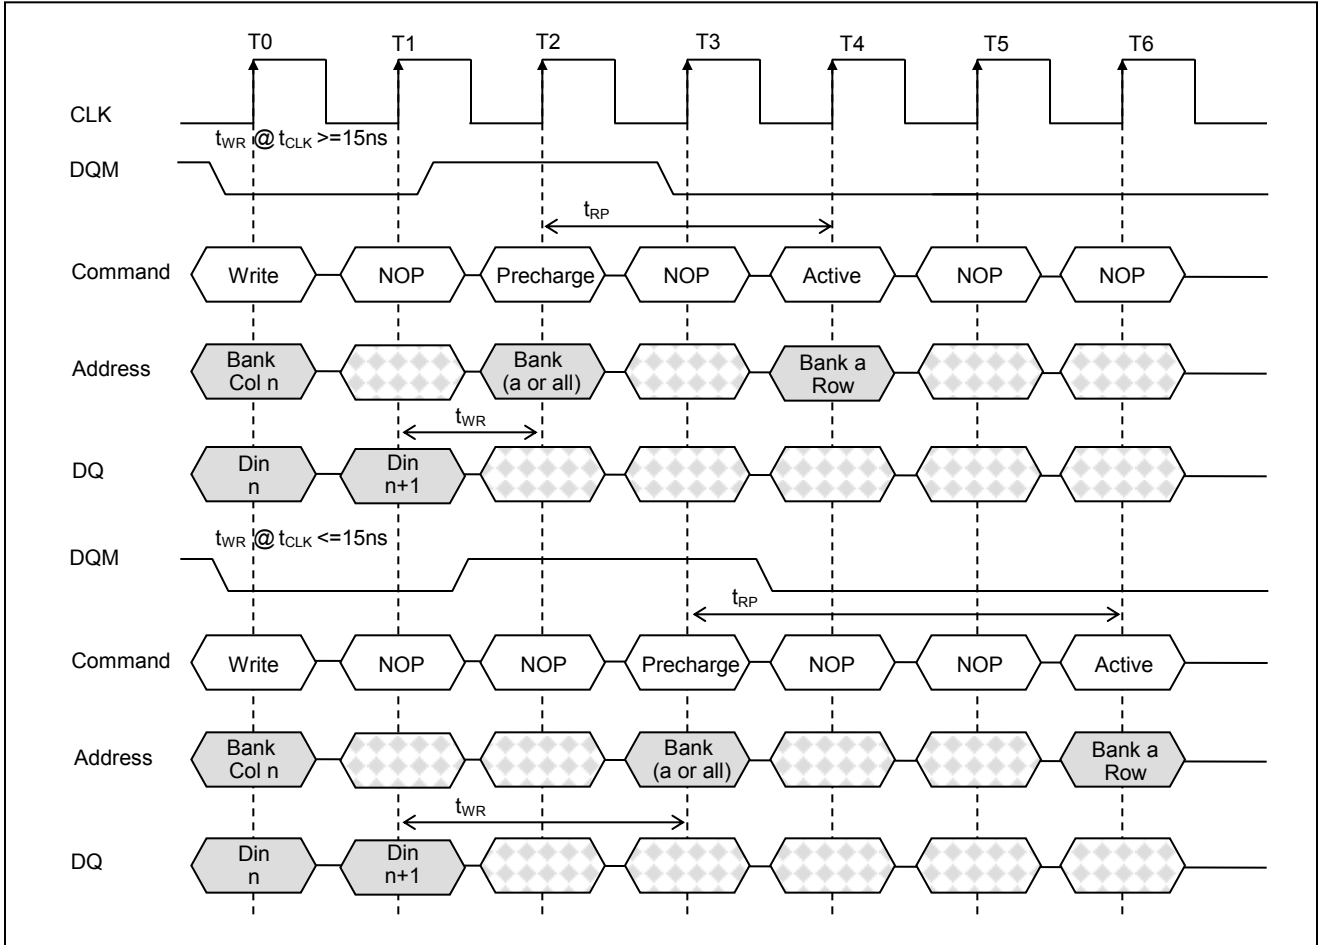 T0 T1 T2 T3 T4 T5 T6
CLK
tWR @ tCLK >=15ns
DQM
tRP
Command Write NOP Precharge NOP Active NOP NOP
Address
Bank
Col n
Bank
(a or all)
Bank a
Row
tWR
DQ
Din
n
Din
n+1
tWR @ tCLK <=15ns
DQM
tRP
Command Write NOP NOP Precharge NOP NOP Active
Address
Bank
Col n
Bank
(a or all)
Bank a
Row
tWR
DQ
Din
n
Din
n+1